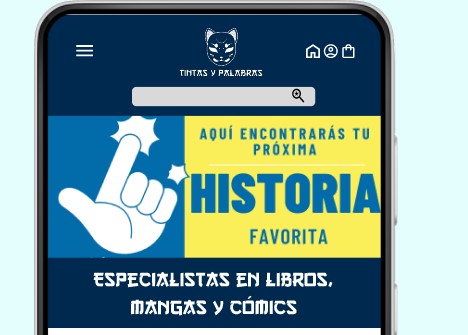 TINTAS Y PALABRAS
AQUÍ ENCONTRARÁS TU
PRÓXIMA
HISTORIA
FAVORITA
ESPECIALISTAS EN LIBROS,
MANGAS Y CÓMICS